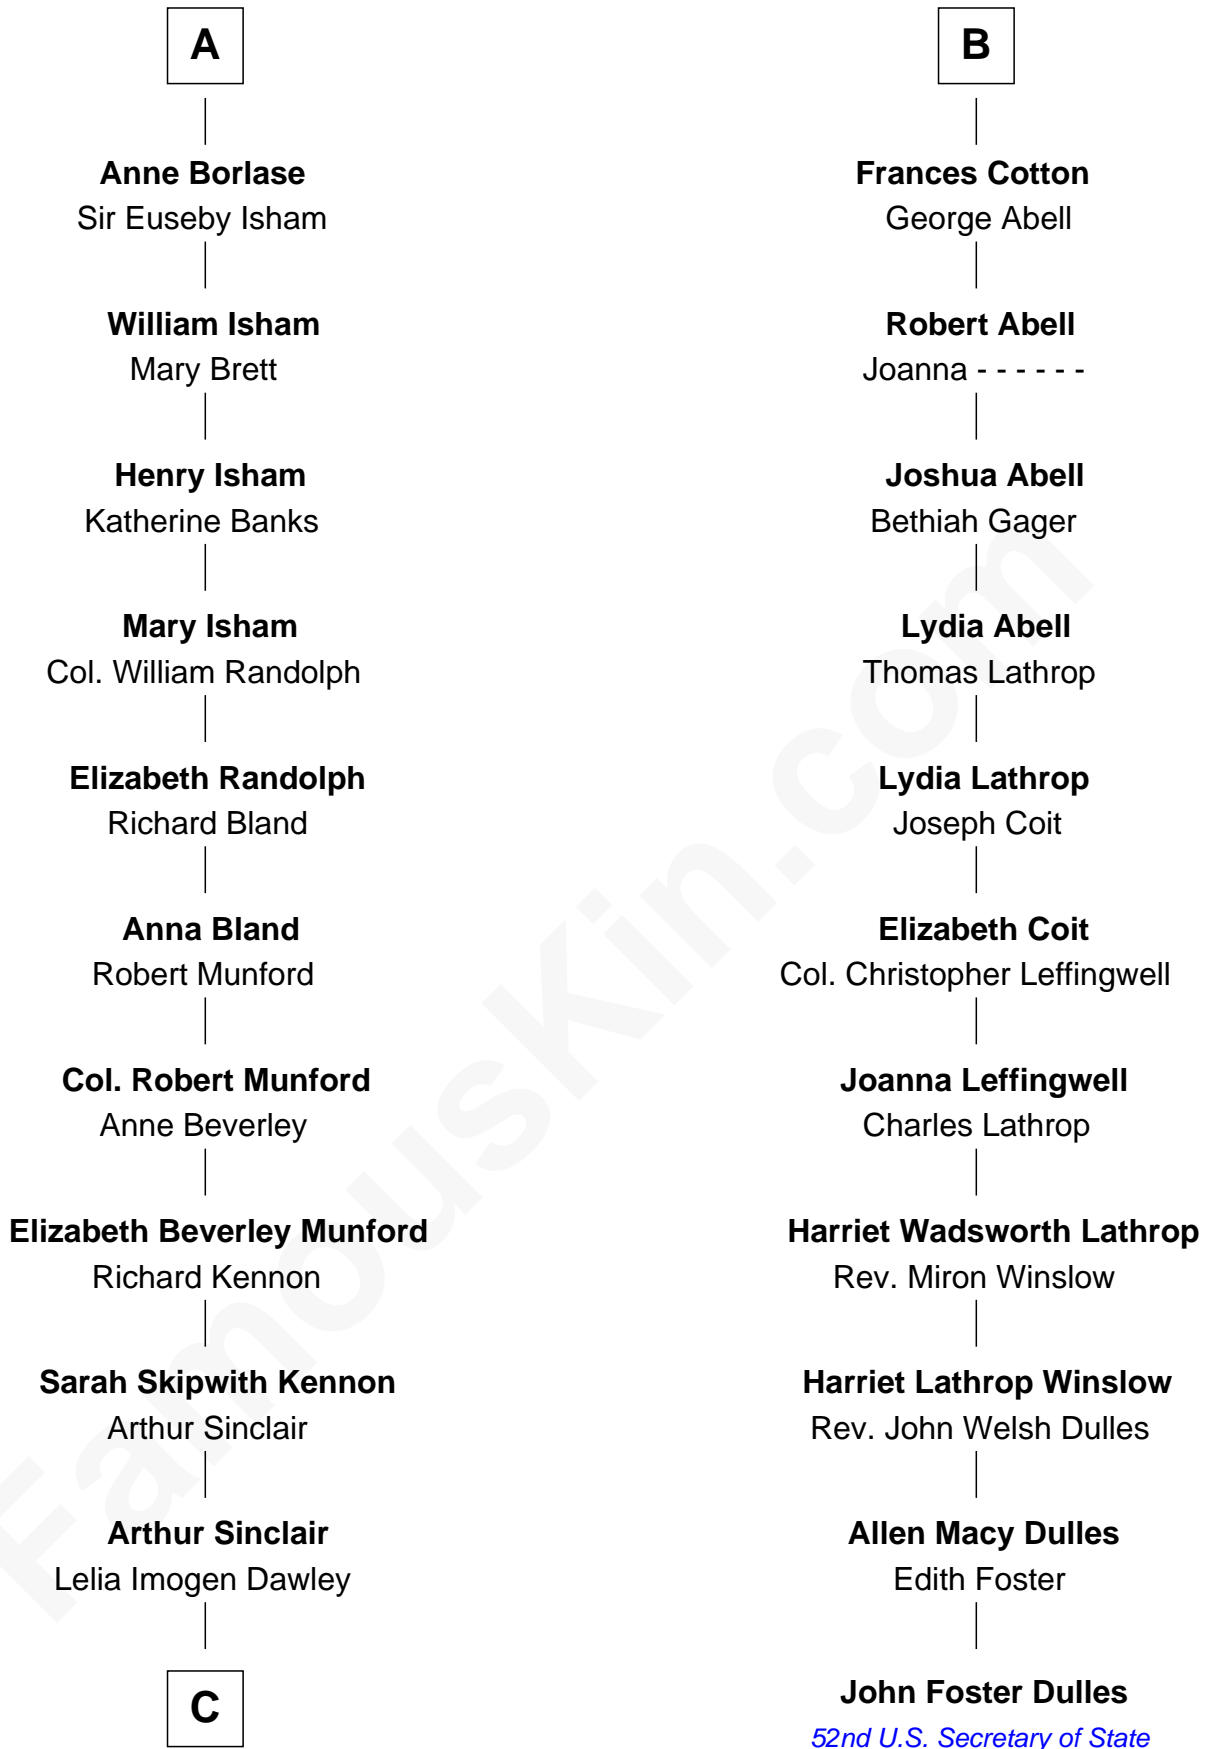 A
Anne Borlase
Sir Euseby Isham
William Isham
Mary Brett
Henry Isham
Katherine Banks
Mary Isham
Col. William Randolph
Elizabeth Randolph
Richard Bland
Anna Bland
Robert Munford
Col. Robert Munford
Anne Beverley
Elizabeth Beverley Munford
Richard Kennon
Sarah Skipwith Kennon
Arthur Sinclair
Arthur Sinclair
Lelia Imogen Dawley
C
B
Frances Cotton
George Abell
Robert Abell
Joanna - - - - - -
Joshua Abell
Bethiah Gager
Lydia Abell
Thomas Lathrop
Lydia Lathrop
Joseph Coit
Elizabeth Coit
Col. Christopher Leffingwell
Joanna Leffingwell
Charles Lathrop
Harriet Wadsworth Lathrop
Rev. Miron Winslow
Harriet Lathrop Winslow
Rev. John Welsh Dulles
Allen Macy Dulles
Edith Foster
John Foster Dulles
52nd U.S. Secretary of State
FamousKin.com